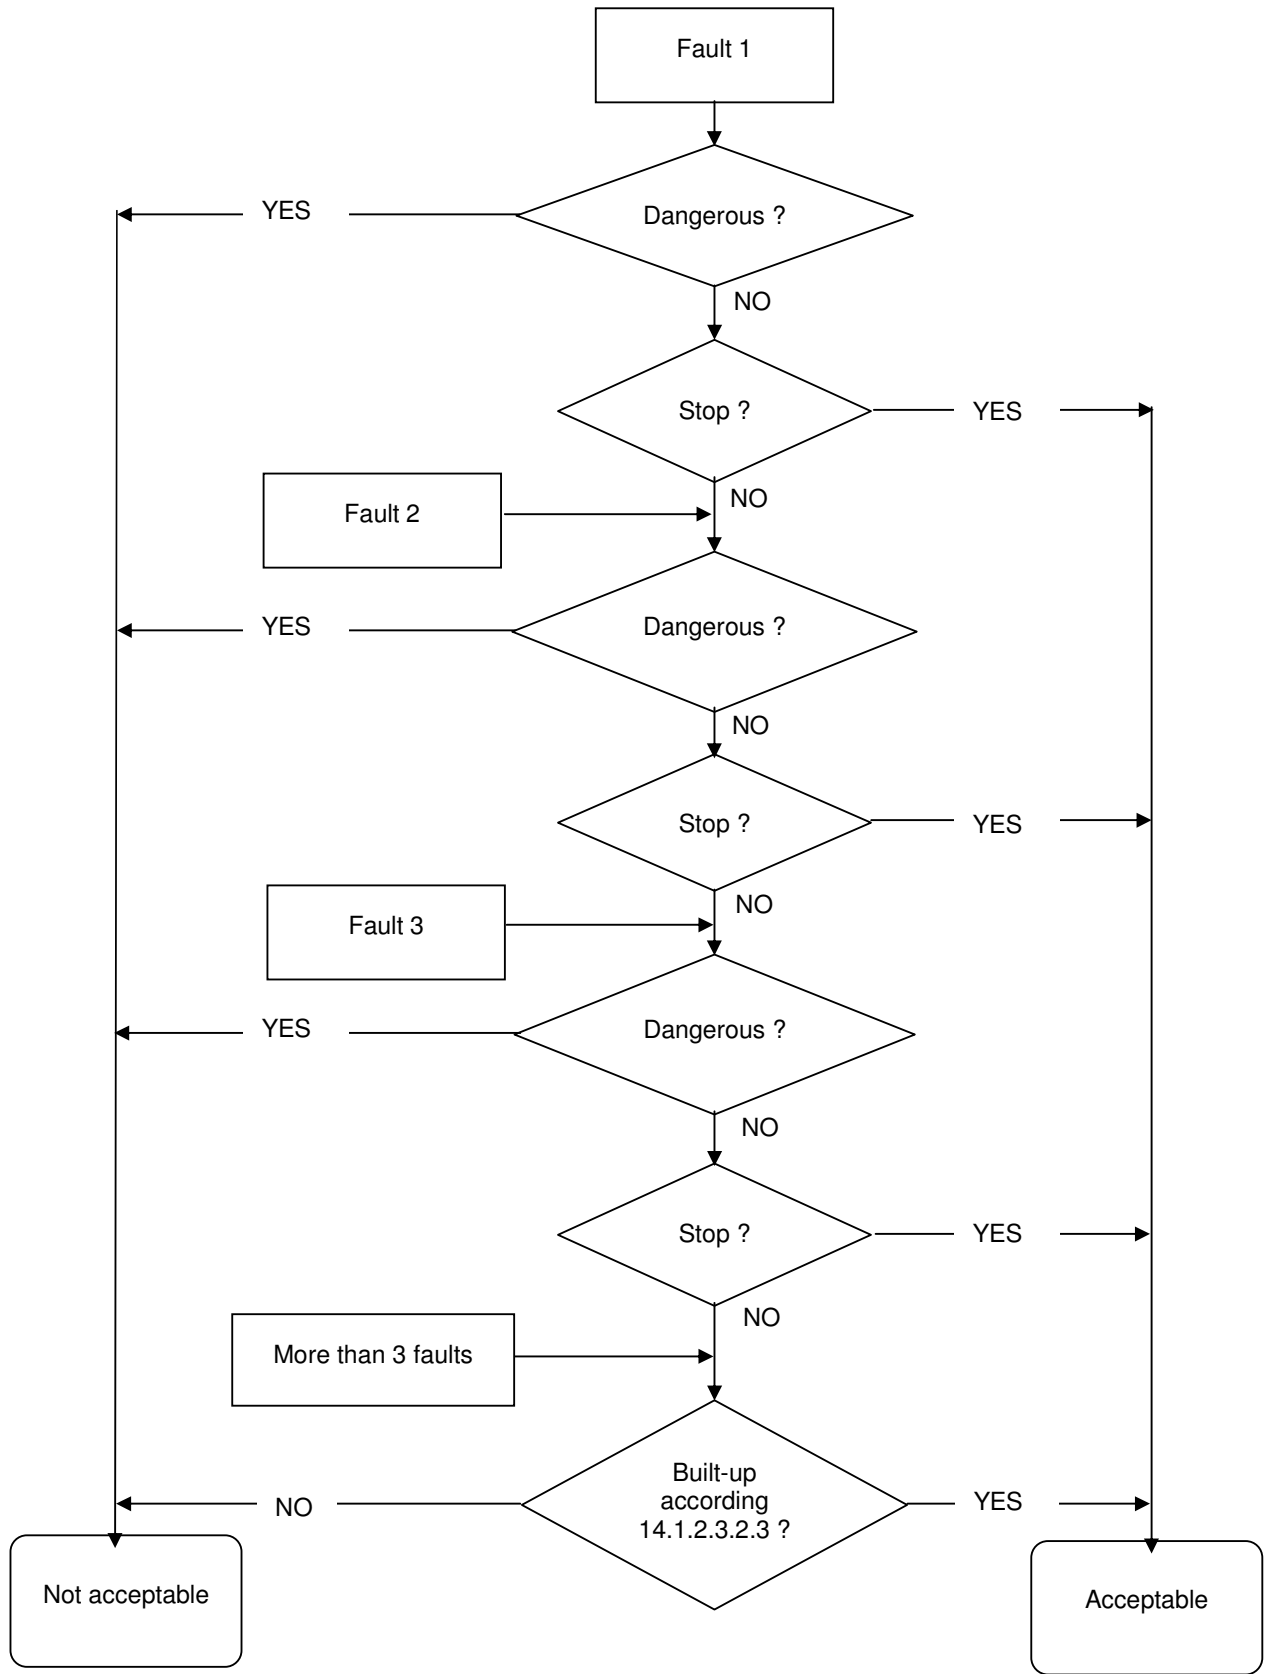 Fault 1
Dangerous ?
YES
NO
Stop ?
YES
NO
Fault 2
Dangerous ?
YES
NO
Stop ?
YES
NO
Fault 3
Dangerous ?
YES
NO
Stop ?
YES
NO
More than 3 faults
Built-up
according
14.1.2.3.2.3 ?
NO
YES
Not acceptable
Acceptable